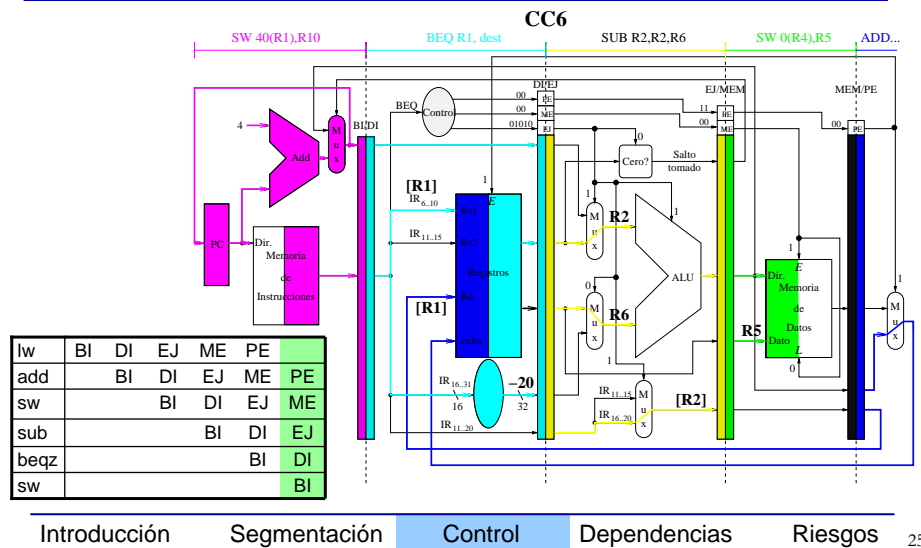 CC6
SW 40(R1),R10
BEQ R1, dest
SUB R2,R2,R6
SW 0(R4),R5
ADD...
DI/EJ
EJ/MEM
MEM/PE
BI/DI
BEQ
Control
00
PE
00
ME
01010
EJ
11
PE
00
ME
00
PE
4
Add
M
u
x
0
Cero?
Salto
tomado
1
1
[R1]
IR6..10
E
Rs1
IR11..15
Rs2
Registros
[R1]
Rd
valor
PC
Dir.
Memoria
de
Instrucciones
M
u
x
R2
1
0
M
u
x
R6
ALU
1
1
E
Dir.
Memoria
de
Datos
R5
Dato
L
0
1
M
u
x
IR16..31
16
–20
32
IR11..20
1
IR11..15
IR16..20
M
u
x
[R2]
lw BI DI EJ ME PE
add BI DI EJ ME PE
sw BI DI EJ ME
sub BI DI EJ
beqz BI DI
sw BI
Introducción Segmentación Control Dependencias Riesgos